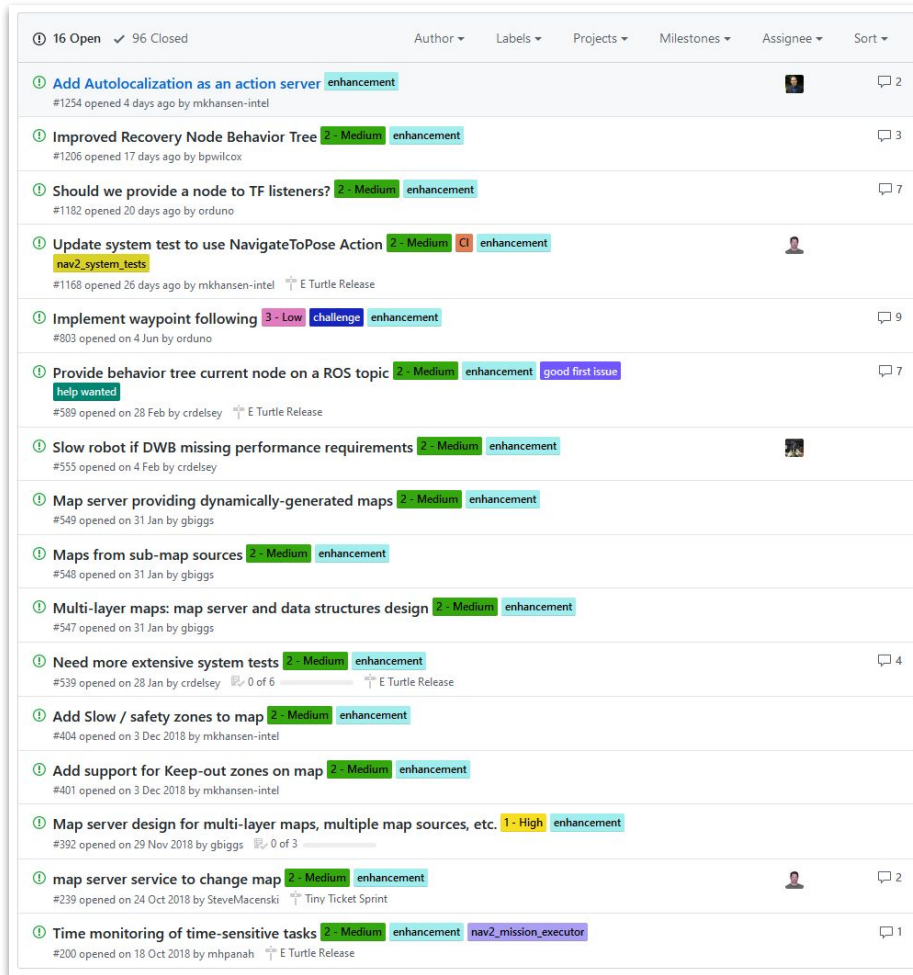 16 Open 96 Closed Author Labels Projects Milestones Assignee Sort
Add Autolocalization as an action server enhancement 2
#1254 opened 4 days ago by mkhansen-intel
Improved Recovery Node Behavior Tree 2 - Medium enhancement 3
#1206 opened 17 days ago by bpwilcox
Should we provide a node to TF listeners? 2 - Medium enhancement 7
#1182 opened 20 days ago by orduno
Update system test to use NavigateToPose Action 2 - Medium CI enhancement
nav2_system_tests
#1168 opened 26 days ago by mkhansen-intel E Turtle Release
Implement waypoint following 3 - Low challenge enhancement 9
#803 opened on 4 Jun by orduno
Provide behavior tree current node on a ROS topic 2 - Medium enhancement good first issue 7
help wanted
#589 opened on 28 Feb by crdelsey E Turtle Release
Slow robot if DWB missing performance requirements 2 - Medium enhancement
#555 opened on 4 Feb by crdelsey
Map server providing dynamically-generated maps 2 - Medium enhancement
#549 opened on 31 Jan by gbiggs
Maps from sub-map sources 2 - Medium enhancement
#548 opened on 31 Jan by gbiggs
Multi-layer maps: map server and data structures design 2 - Medium enhancement
#547 opened on 31 Jan by gbiggs
Need more extensive system tests 2 - Medium enhancement 4
#539 opened on 28 Jan by crdelsey 0 of 6 E Turtle Release
Add Slow / safety zones to map 2 - Medium enhancement
#404 opened on 3 Dec 2018 by mkhansen-intel
Add support for Keep-out zones on map 2 - Medium enhancement
#401 opened on 3 Dec 2018 by mkhansen-intel
Map server design for multi-layer maps, multiple map sources, etc. 1 - High enhancement
#392 opened on 29 Nov 2018 by gbiggs 0 of 3
map server service to change map 2 - Medium enhancement 2
#239 opened on 24 Oct 2018 by SteveMacenski Tiny Ticket Sprint
Time monitoring of time-sensitive tasks 2 - Medium enhancement nav2_mission_executor 1
#200 opened on 18 Oct 2018 by mhpanah E Turtle Release